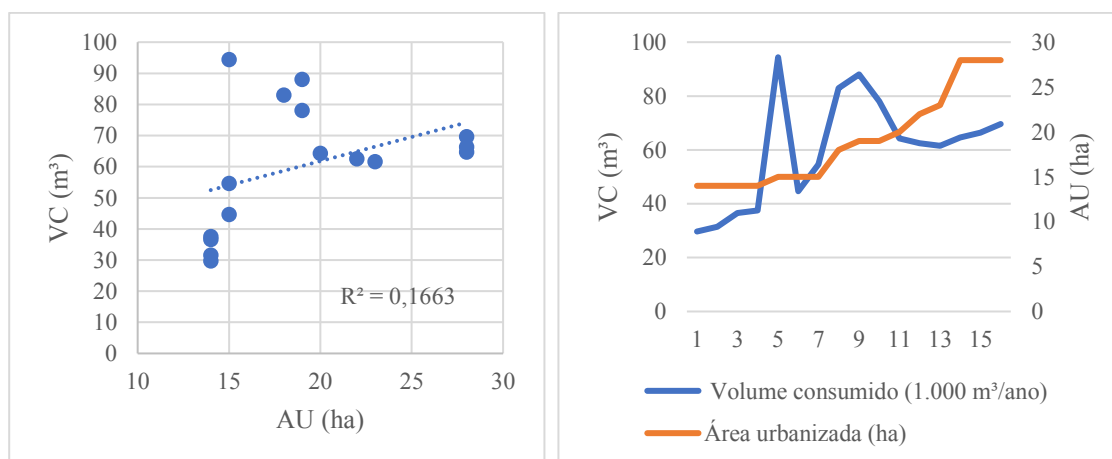 100
90
80
70
60
50
40
30
20
10
0
VC (m³)
R² = 0,1663
10 15 20 25 30
AU (ha)
100
80
60
40
20
0
VC (m³)
30
25
20
15
10
5
0
AU (ha)
1 3 5 7 9 11 13 15
Volume consumido (1.000 m³/ano)
Área urbanizada (ha)